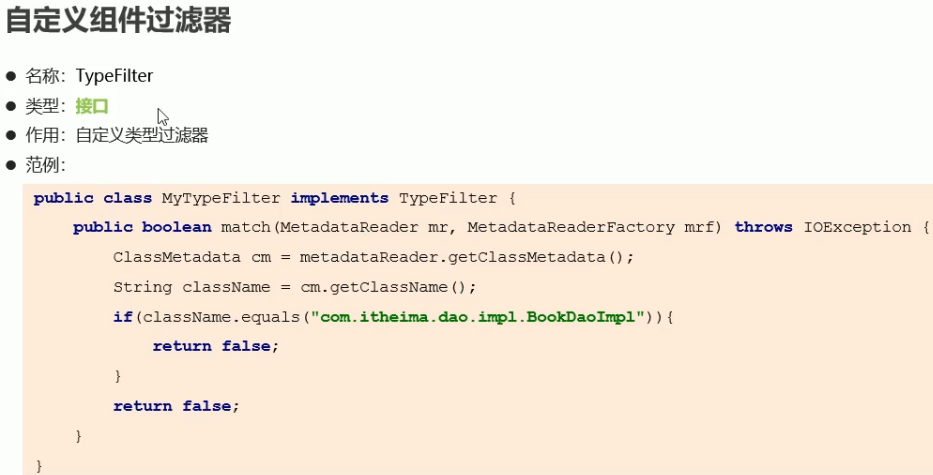 自定义组件过滤器
● 名称：TypeFilter
● 类型：接口
● 作用：自定义类型过滤器
● 范例：
public class MyTypeFilter implements TypeFilter {
    public boolean match(MetadataReader mr, MetadataReaderFactory mrf) throws IOException {
        ClassMetadata cm = metadataReader.getClassMetadata();
        String className = cm.getClassName();
        if(className.equals("com.itheima.dao.impl.BookDaoImpl")){
            return false;
        }
        return false;
    }
}